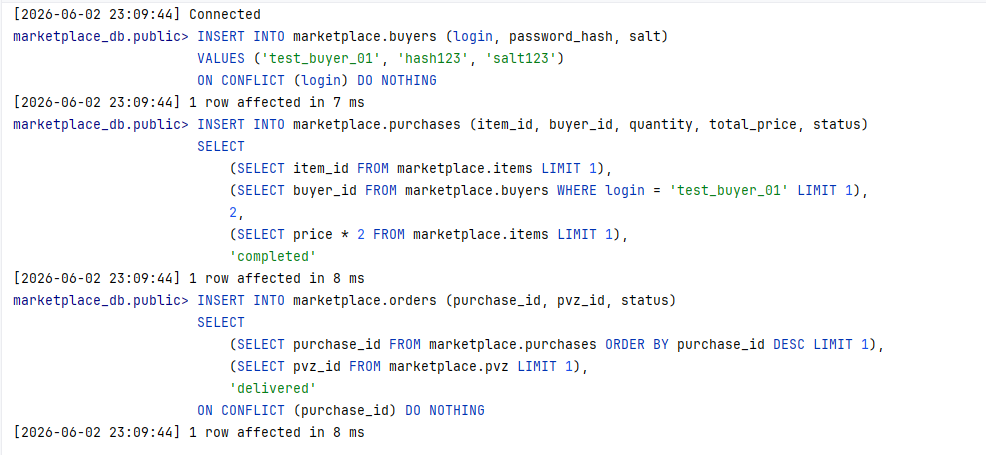 [2026-06-02 23:09:44] Connected
marketplace_db.public> INSERT INTO marketplace.buyers (login, password_hash, salt)
VALUES ('test_buyer_01', 'hash123', 'salt123')
ON CONFLICT (login) DO NOTHING
[2026-06-02 23:09:44] 1 row affected in 7 ms
marketplace_db.public> INSERT INTO marketplace.purchases (item_id, buyer_id, quantity, total_price, status)
SELECT
(SELECT item_id FROM marketplace.items LIMIT 1),
(SELECT buyer_id FROM marketplace.buyers WHERE login = 'test_buyer_01' LIMIT 1),
2,
(SELECT price * 2 FROM marketplace.items LIMIT 1),
'completed'
[2026-06-02 23:09:44] 1 row affected in 8 ms
marketplace_db.public> INSERT INTO marketplace.orders (purchase_id, pvz_id, status)
SELECT
(SELECT purchase_id FROM marketplace.purchases ORDER BY purchase_id DESC LIMIT 1),
(SELECT pvz_id FROM marketplace.pvz LIMIT 1),
'delivered'
ON CONFLICT (purchase_id) DO NOTHING
[2026-06-02 23:09:44] 1 row affected in 8 ms